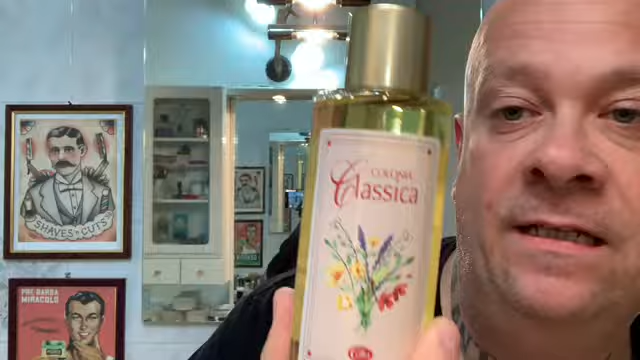 SHAVES 'n CUTS
PRE-BARBA
MIRACOLO
COLONIA
Classica